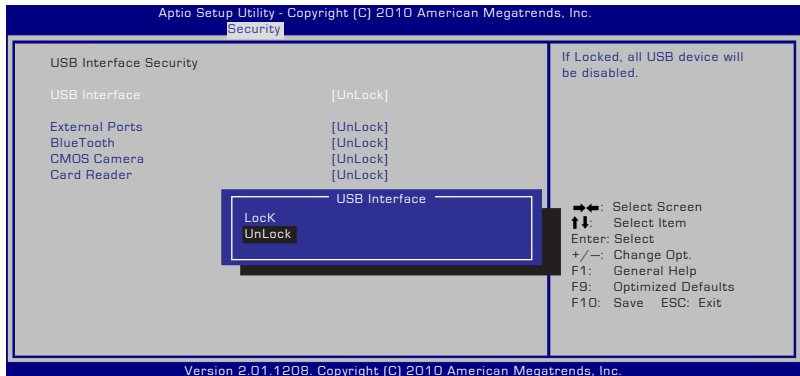 Aptio Setup Utility - Copyright (C) 2010 American Megatrends, Inc.
Security
USB Interface Security
USB Interface [UnLock]
External Ports [UnLock]
BlueTooth [UnLock]
CMOS Camera [UnLock]
Card Reader [UnLock]
USB Interface
LocK
UnLock
If Locked, all USB device will
be disabled.
→←: Select Screen
↑↓: Select Item
Enter: Select
+/—: Change Opt.
F1: General Help
F9: Optimized Defaults
F10: Save ESC: Exit
Version 2.01.1208. Copyright (C) 2010 American Megatrends, Inc.